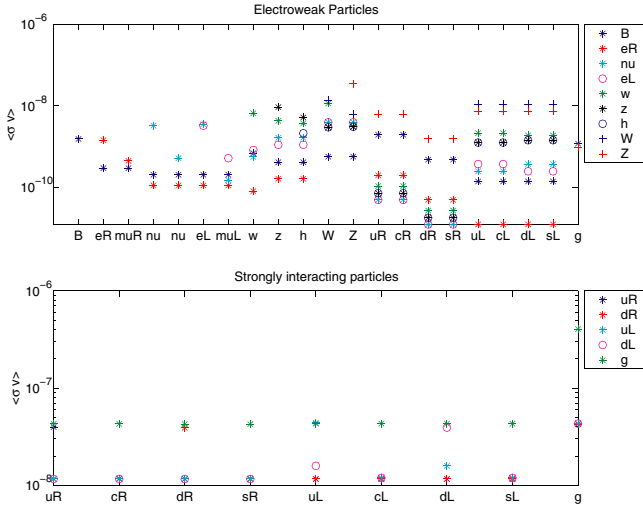 Electroweak Particles
10^-6
10^-8
10^-10
<σ v>
B eR muR nu nu eL muL w z h W Z uR cR dR sR uL cL dL sL g
B
eR
nu
eL
w
z
h
W
Z
Strongly interacting particles
10^-6
10^-7
10^-8
<σ v>
uR cR dR sR uL cL dL sL g
uR
dR
uL
dL
g